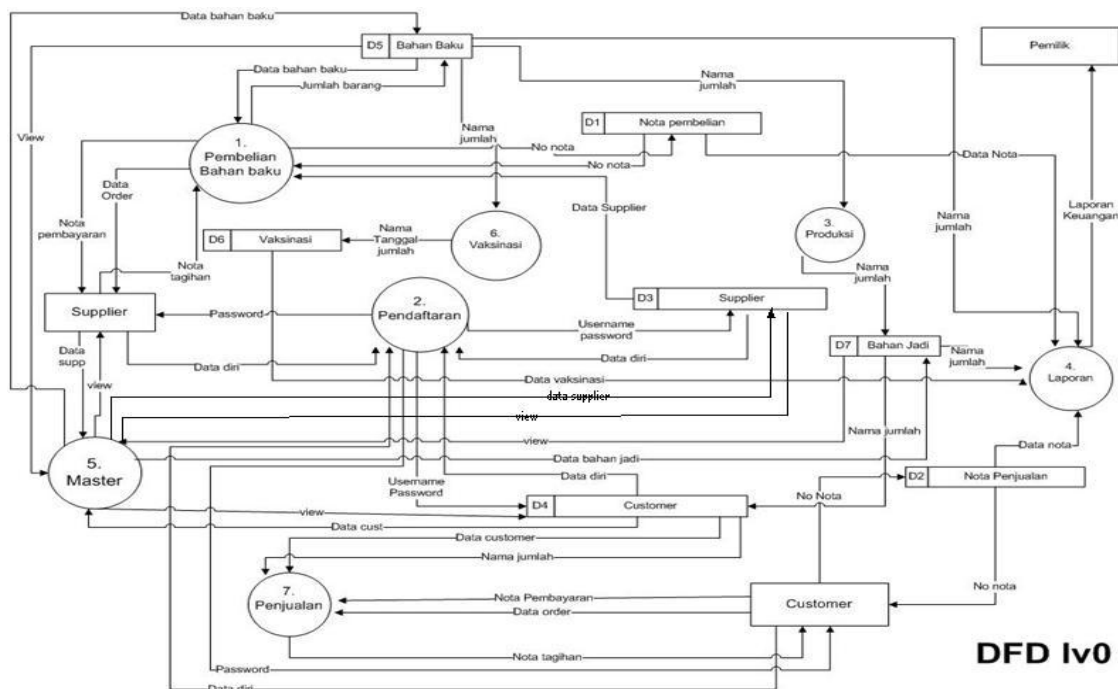 Data bahan baku
D5 Bahan Baku
Pemilik
Data bahan baku
Jumlah barang
Nama
jumlah
View
1.
Pembelian
Bahan baku
Nama
jumlah
D1 Nota pembelian
No nota
No nota
Data Nota
Data
Order
Nota
pembayaran
Nota
tagihan
Data Supplier
Laporan
Keuangan
Nama
jumlah
D6 Vaksinasi
Nama
Tanggal
jumlah
6.
Vaksinasi
3.
Produksi
Nama
jumlah
Supplier
Password
2.
Pendaftaran
Username
password
D3 Supplier
Data
supp
view
Data diri
Data diri
D7 Bahan Jadi
Nama
jumlah
4.
Laporan
Data vaksinasi
data supplier
view
view
Nama jumlah
Data nota
5.
Master
Data bahan jadi
Data diri
Username
Password
D2 Nota Penjualan
view
D4 Customer
No Nota
Data cust
Data customer
Nama jumlah
No nota
7.
Penjualan
Nota Pembayaran
Data order
Customer
Nota tagihan
Password
Data diri
DFD lv0